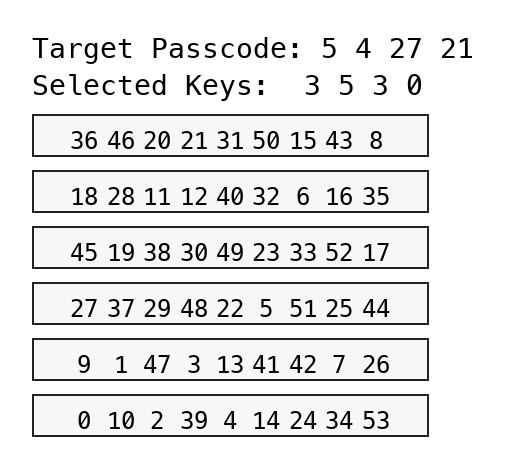 Target Passcode: 5 4 27 21
Selected Keys: 3 5 3 0
36 46 20 21 31 50 15 43 8
18 28 11 12 40 32 6 16 35
45 19 38 30 49 23 33 52 17
27 37 29 48 22 5 51 25 44
9 1 47 3 13 41 42 7 26
0 10 2 39 4 14 24 34 53